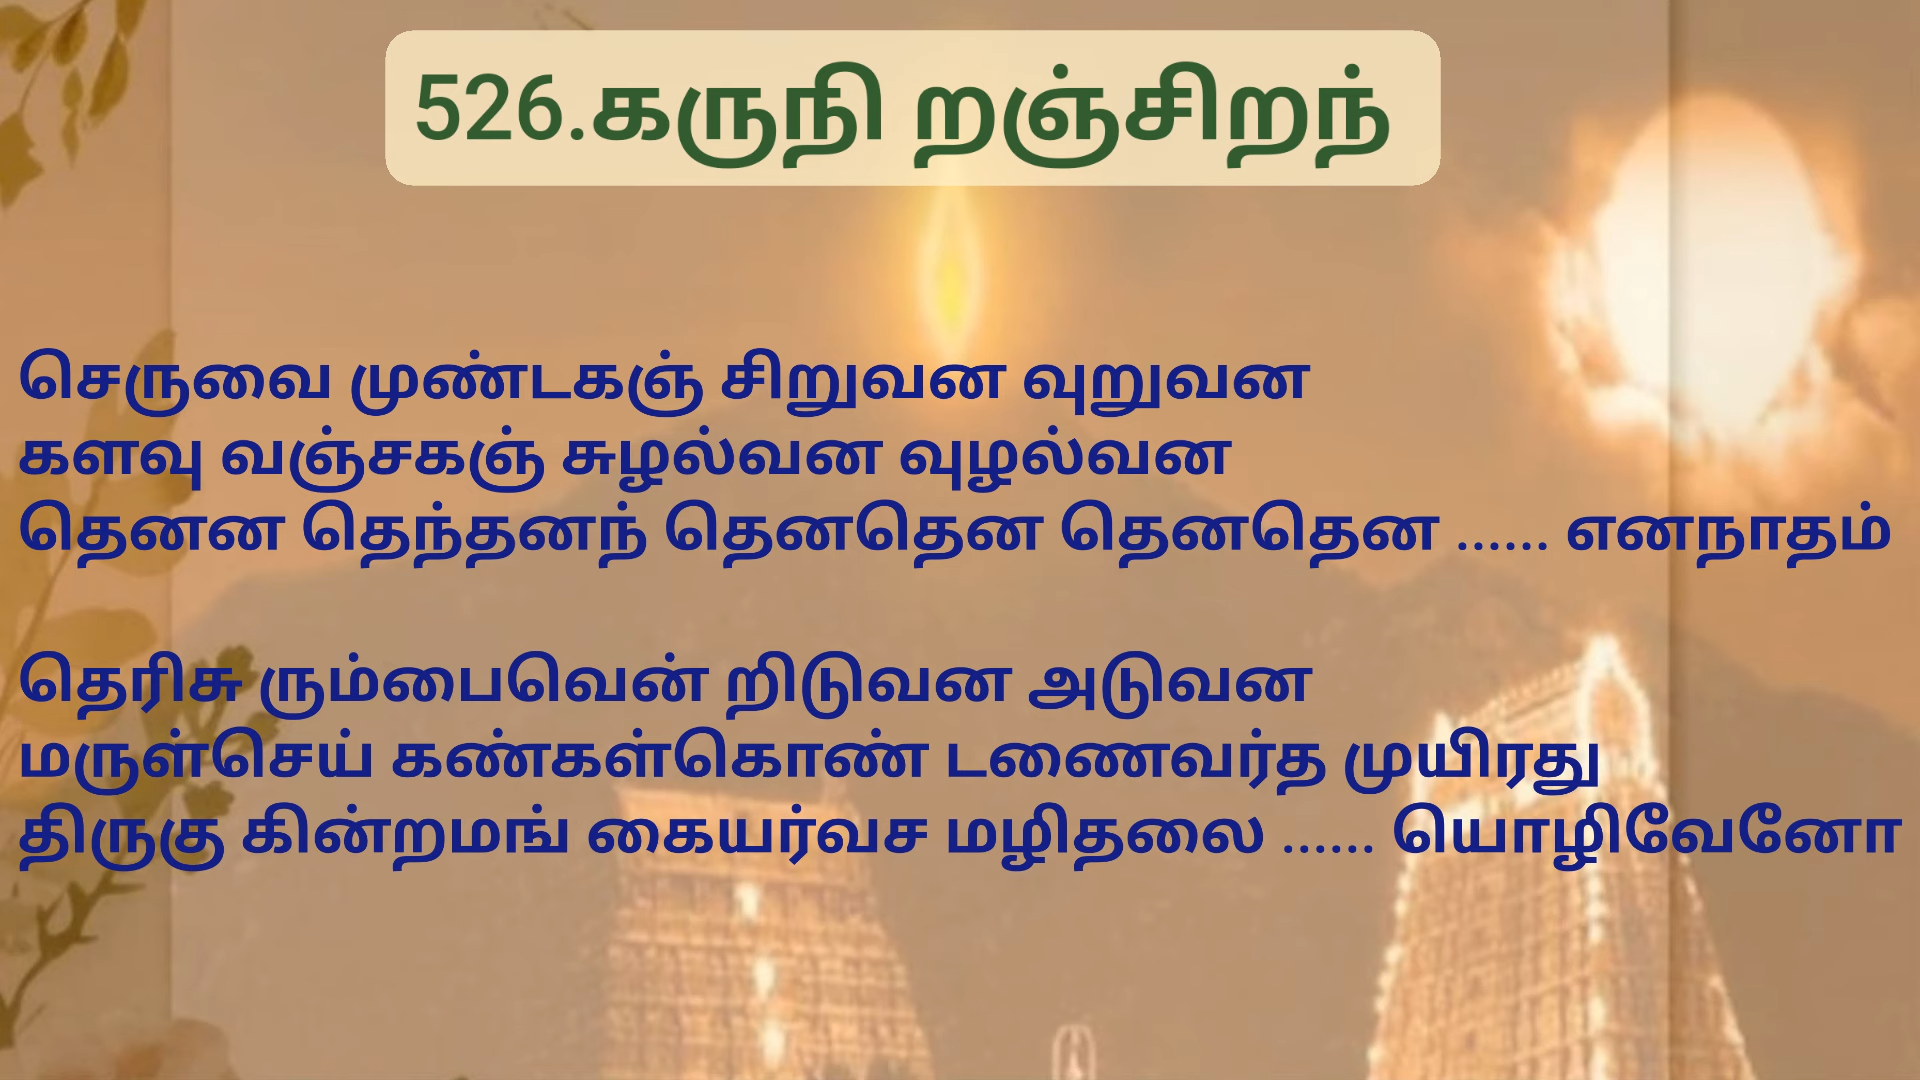 526.கருநி றஞ்சிறந்
செருவை முண்டகஞ் சிறுவன வுறுவன
களவு வஞ்சகஞ் சுழல்வன வுழல்வன
தெனன தெந்தனந் தெனதென தெனதென ...... எனநாதம்
தெரிசு ரும்பைவென் றிடுவன அடுவன
மருள்செய் கண்கள்கொண் டணைவர்த முயிரது
திருகு கின்றமங் கையர்வச மழிதலை ...... யொழிவேனோ